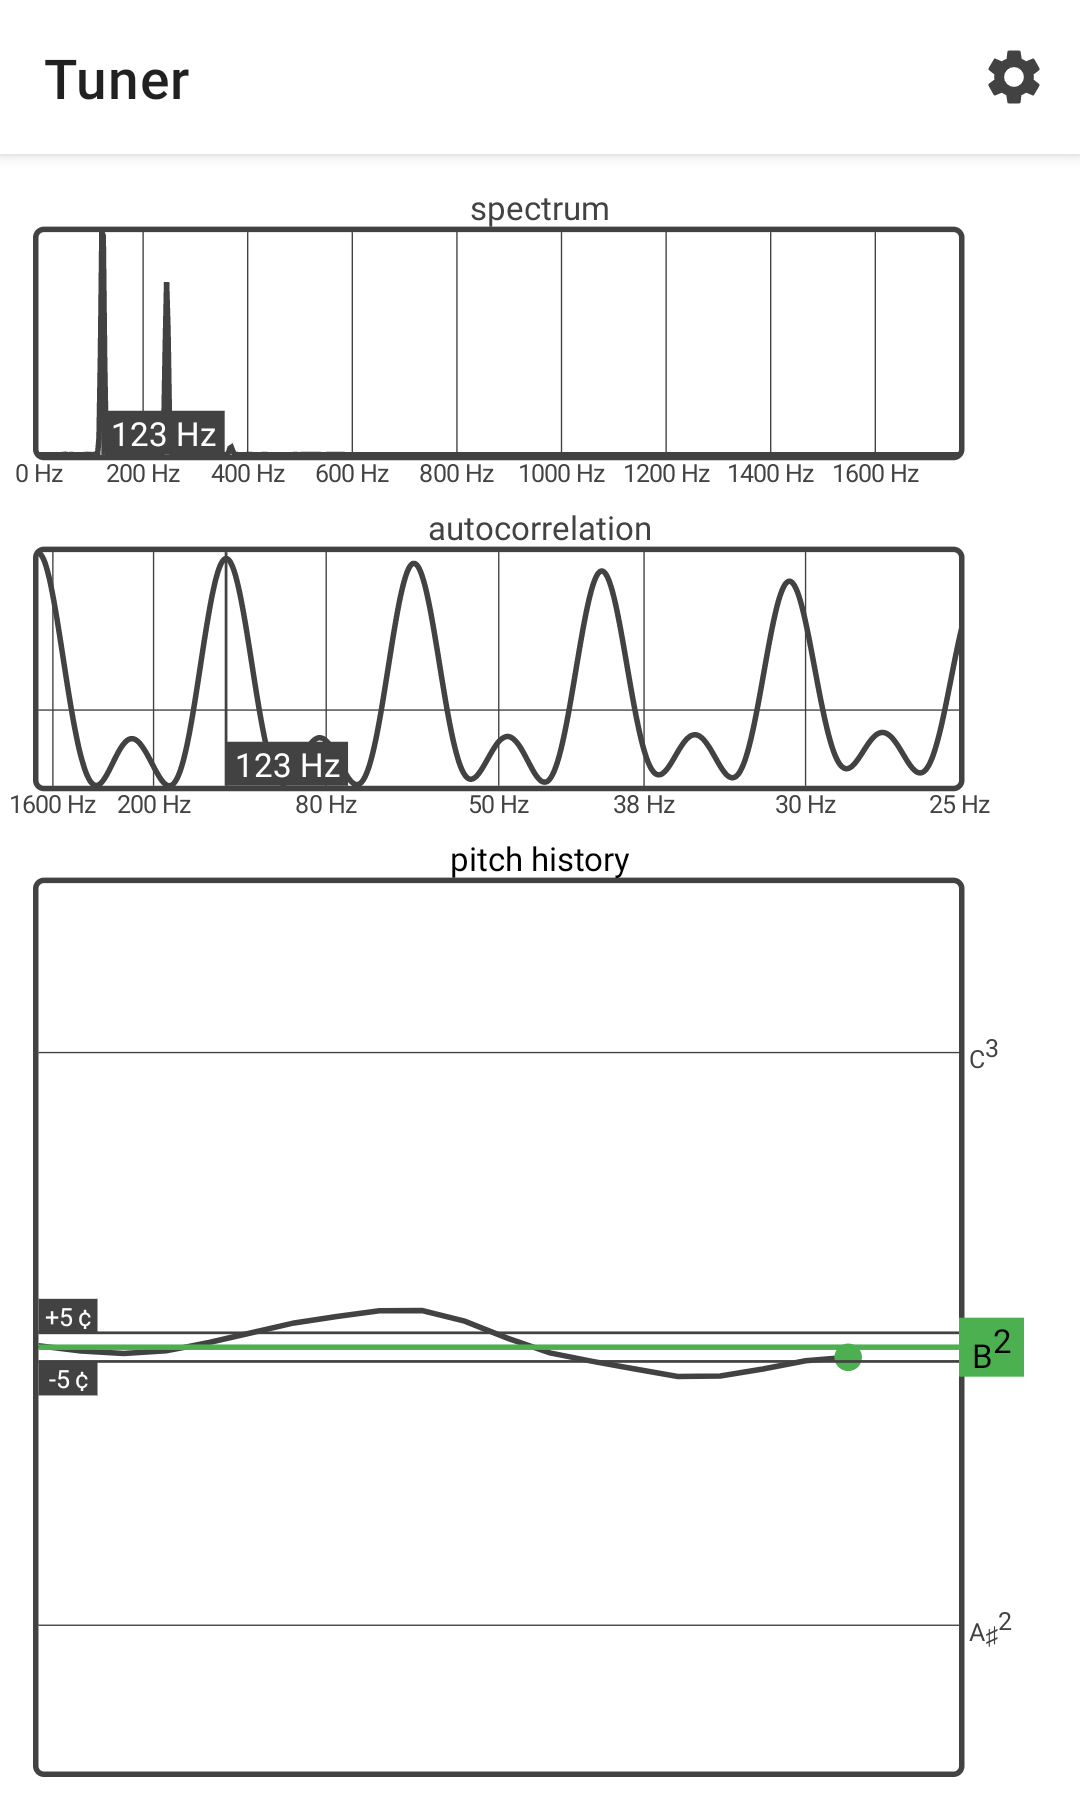 Tuner
spectrum
123 Hz
0 Hz 200 Hz 400 Hz 600 Hz 800 Hz 1000 Hz 1200 Hz 1400 Hz 1600 Hz
autocorrelation
123 Hz
1600 Hz 200 Hz 80 Hz 50 Hz 38 Hz 30 Hz 25 Hz
pitch history
C³
+5 ¢
B²
-5 ¢
A♯²